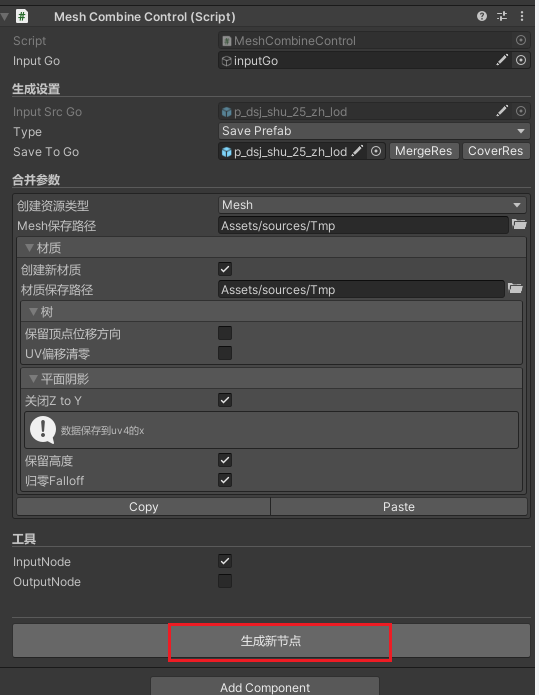 Mesh Combine Control (Script)
Script MeshCombineControl
Input Go inputGo
生成设置
Input Src Go p_dsj_shu_25_zh_lod
Type Save Prefab
Save To Go p_dsj_shu_25_zh_lod MergeRes CoverRes
合并参数
创建资源类型 Mesh
Mesh保存路径 Assets/sources/Tmp
材质
创建新材质
材质保存路径 Assets/sources/Tmp
树
保留顶点位移方向
UV偏移清零
平面阴影
关闭Z to Y
数据保存到uv4的x
保留高度
归零Falloff
Copy Paste
工具
InputNode
OutputNode
生成新节点
Add Component